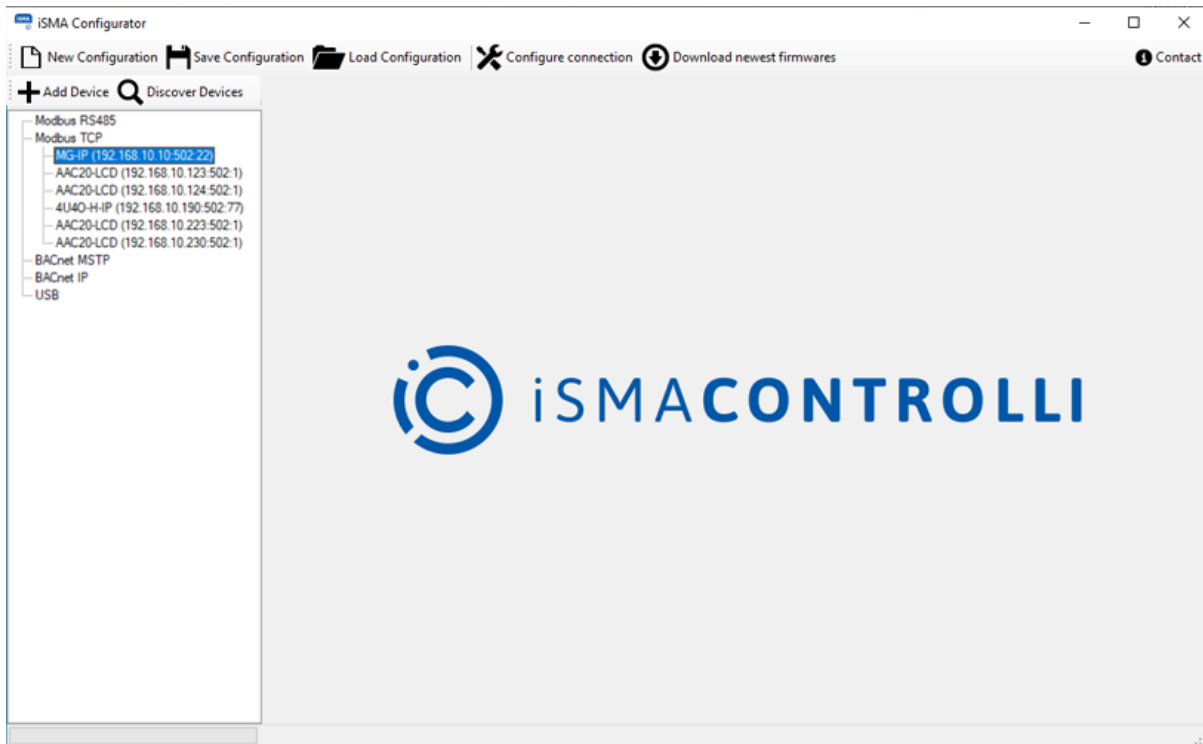 iSMA Configurator
New Configuration Save Configuration Load Configuration Configure connection Download newest firmwares Contact
Add Device Discover Devices
Modbus RS485
Modbus TCP
MG-IP (192.168.10.10:502:22)
AAC20-LCD (192.168.10.123:502:1)
AAC20-LCD (192.168.10.124:502:1)
4U4O-H-IP (192.168.10.190:502:77)
AAC20-LCD (192.168.10.223:502:1)
AAC20-LCD (192.168.10.230:502:1)
BACnet MSTP
BACnet IP
USB
iSMACONTROLLI